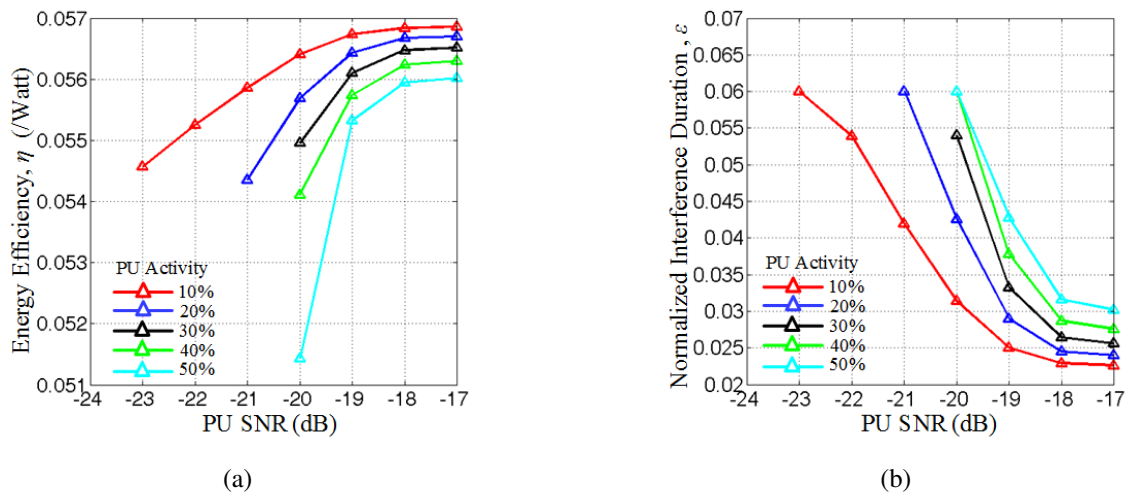 0.057
0.056
0.055
0.054
0.053
0.052
0.051
Energy Efficiency, η (/Watt)
PU Activity
10%
20%
30%
40%
50%
-24 -23 -22 -21 -20 -19 -18 -17
PU SNR (dB)
(a)
0.07
0.065
0.06
0.055
0.05
0.045
0.04
0.035
0.03
0.025
0.02
Normalized Interference Duration , ε
PU Activity
10%
20%
30%
40%
50%
-24 -23 -22 -21 -20 -19 -18 -17
PU SNR (dB)
(b)